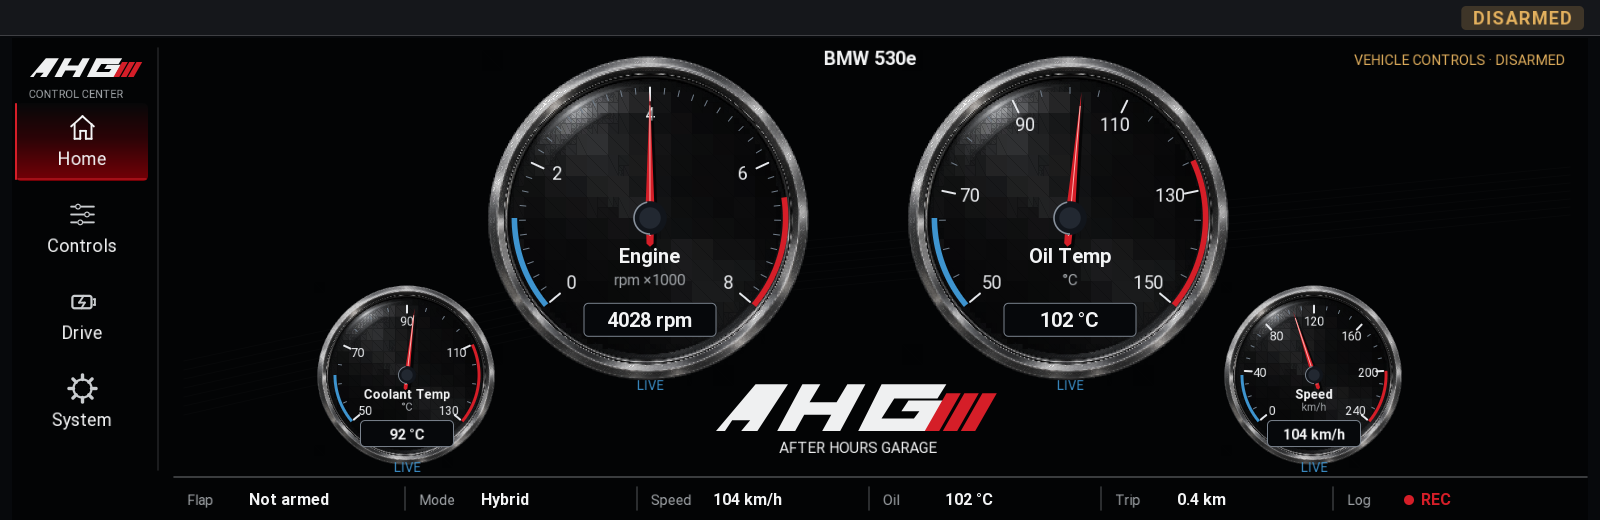 DISARMED
AHG
CONTROL CENTER
Home
Controls
Drive
System
BMW 530e
VEHICLE CONTROLS · DISARMED
0
2
4
6
8
Engine
rpm ×1000
4028 rpm
LIVE
50
70
90
110
130
150
Oil Temp
°C
102 °C
LIVE
50
70
90
110
130
Coolant Temp
°C
92 °C
LIVE
0
40
80
120
160
200
240
Speed
km/h
104 km/h
LIVE
AHG
AFTER HOURS GARAGE
Flap Not armed Mode Hybrid Speed 104 km/h Oil 102 °C Trip 0.4 km Log REC